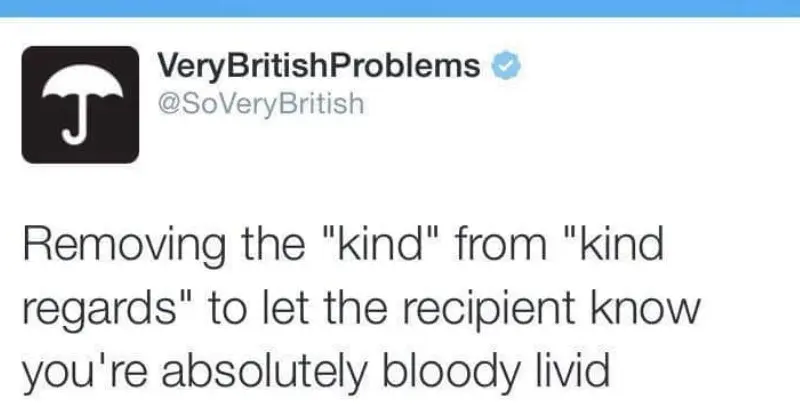 VeryBritishProblems
@SoVeryBritish
Removing the "kind" from "kind
regards" to let the recipient know
you're absolutely bloody livid